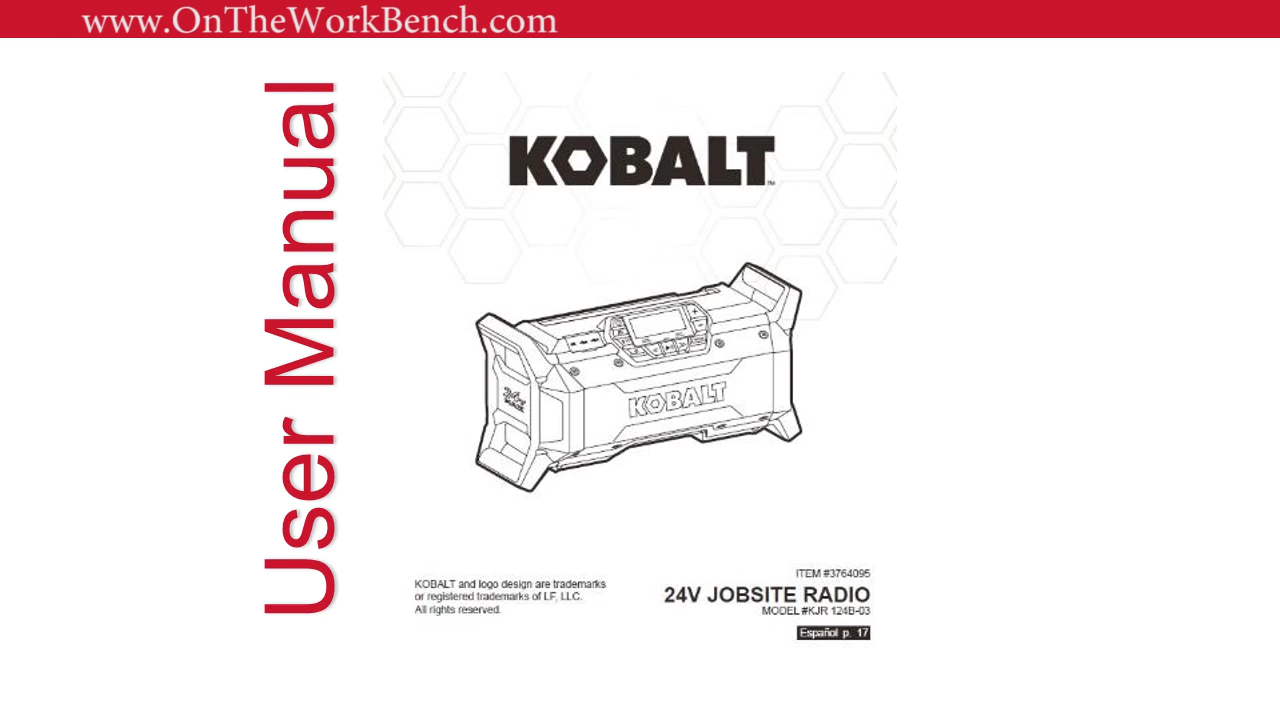 www.OnTheWorkBench.com
User Manual
KOBALT™
KOBALT
ITEM #3764095
KOBALT and logo design are trademarks
or registered trademarks of LF, LLC.
All rights reserved.
24V JOBSITE RADIO
MODEL #KJR 124B-03
Español p. 17